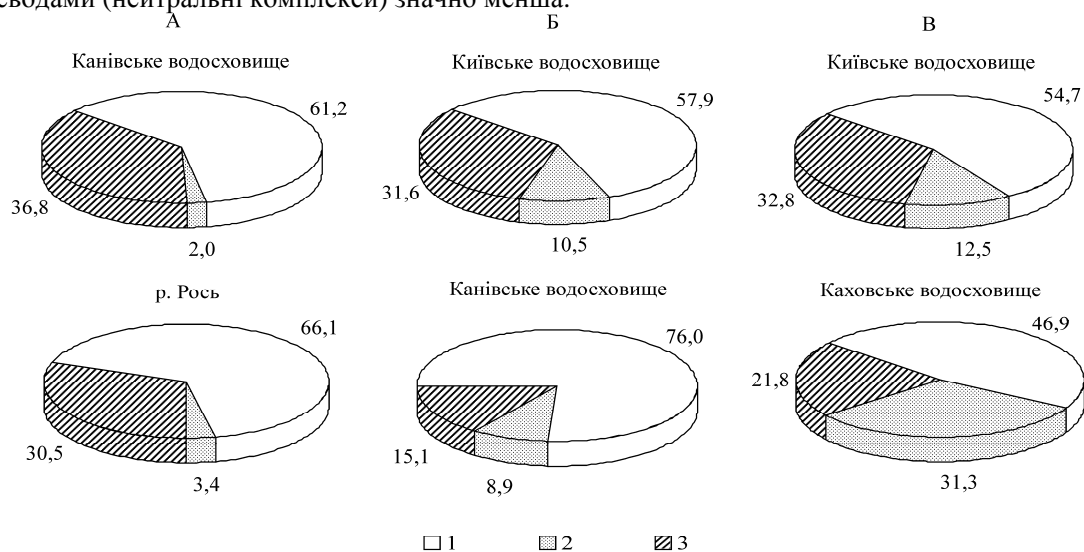 (нейтральні комплекси) значно менша.
А Б В
Канівське водосховище Київське водосховище Київське водосховище
61,2 57,9 54,7
36,8 31,6 32,8
2,0 10,5 12,5
р. Рось Канівське водосховище Каховське водосховище
66,1 76,0 46,9
21,8
30,5 15,1
3,4 8,9 31,3
1 2 3